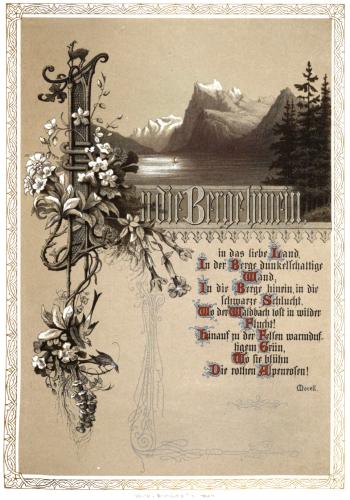 In die Berge hinein,
in das liebe Land,
In der Berge dunkelschattige
Wand,
In die Berge hinein, in die
schwarze Schlucht,
Wo der Waldbach tost in wilder
Flucht!
Hinauf zu der Felsen warmduf-
tigem Grün,
Wo sie blühn
Die rothen Alpenrosen!
Morell.